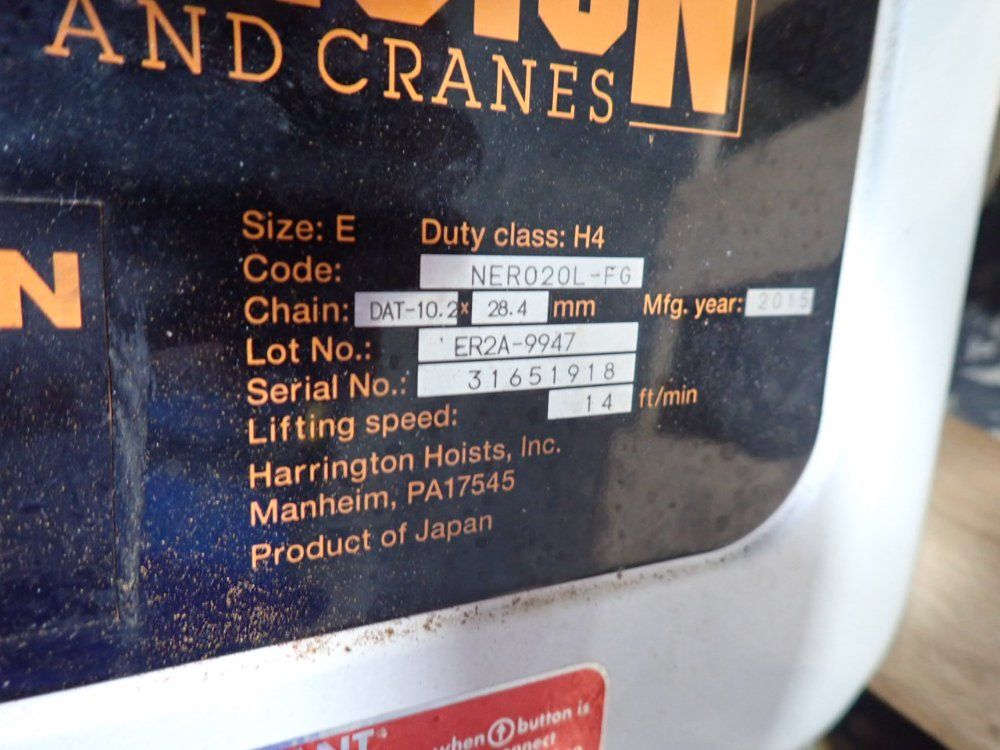 AND CRANES
N
Size: E Duty class: H4
Code: NER020L-FG
Chain: DAT-10.2 x 28.4 mm Mfg. year: 2015
Lot No.: ER2A-9947
Serial No.: 31651918
Lifting speed: 14 ft/min
Harrington Hoists, Inc.
Manheim, PA17545
Product of Japan
when ↑ button is